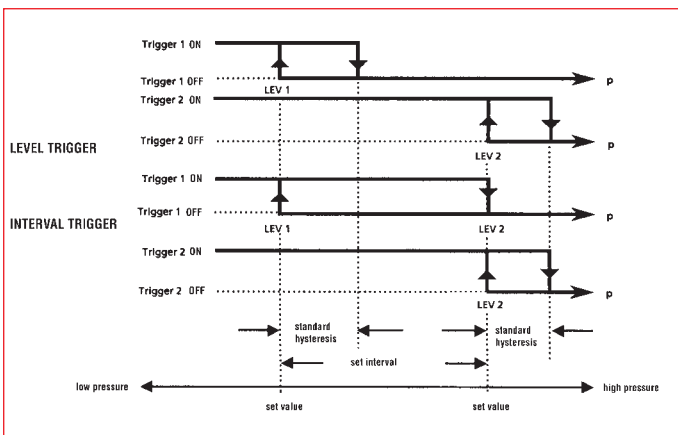 Trigger 1 ON
Trigger 1 OFF
p
LEV 1
Trigger 2 ON
Trigger 2 OFF
p
LEVEL TRIGGER
LEV 2
Trigger 1 ON
Trigger 1 OFF
p
INTERVAL TRIGGER
LEV 1
LEV 2
Trigger 2 ON
Trigger 2 OFF
p
LEV 2
standard
hysteresis
standard
hysteresis
set interval
low pressure
high pressure
set value
set value